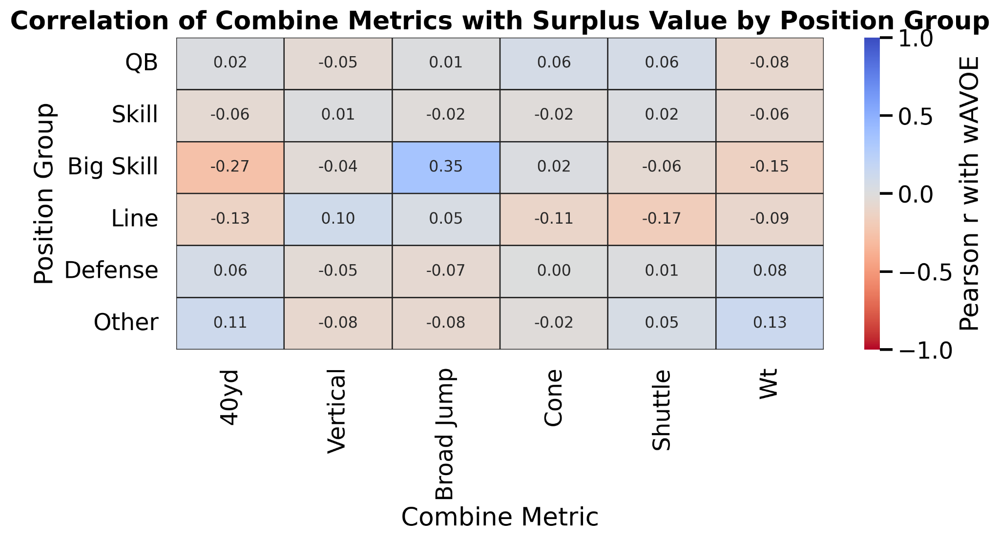 Correlation of Combine Metrics with Surplus Value by Position Group
QB 0.02 -0.05 0.01 0.06 0.06 -0.08
Skill -0.06 0.01 -0.02 -0.02 0.02 -0.06
Big Skill -0.27 -0.04 0.35 0.02 -0.06 -0.15
Line -0.13 0.10 0.05 -0.11 -0.17 -0.09
Defense 0.06 -0.05 -0.07 0.00 0.01 0.08
Other 0.11 -0.08 -0.08 -0.02 0.05 0.13
Position Group
40yd
Vertical
Broad Jump
Cone
Shuttle
Wt
Combine Metric
1.0
0.5
0.0
−0.5
−1.0
Pearson r with wAVOE